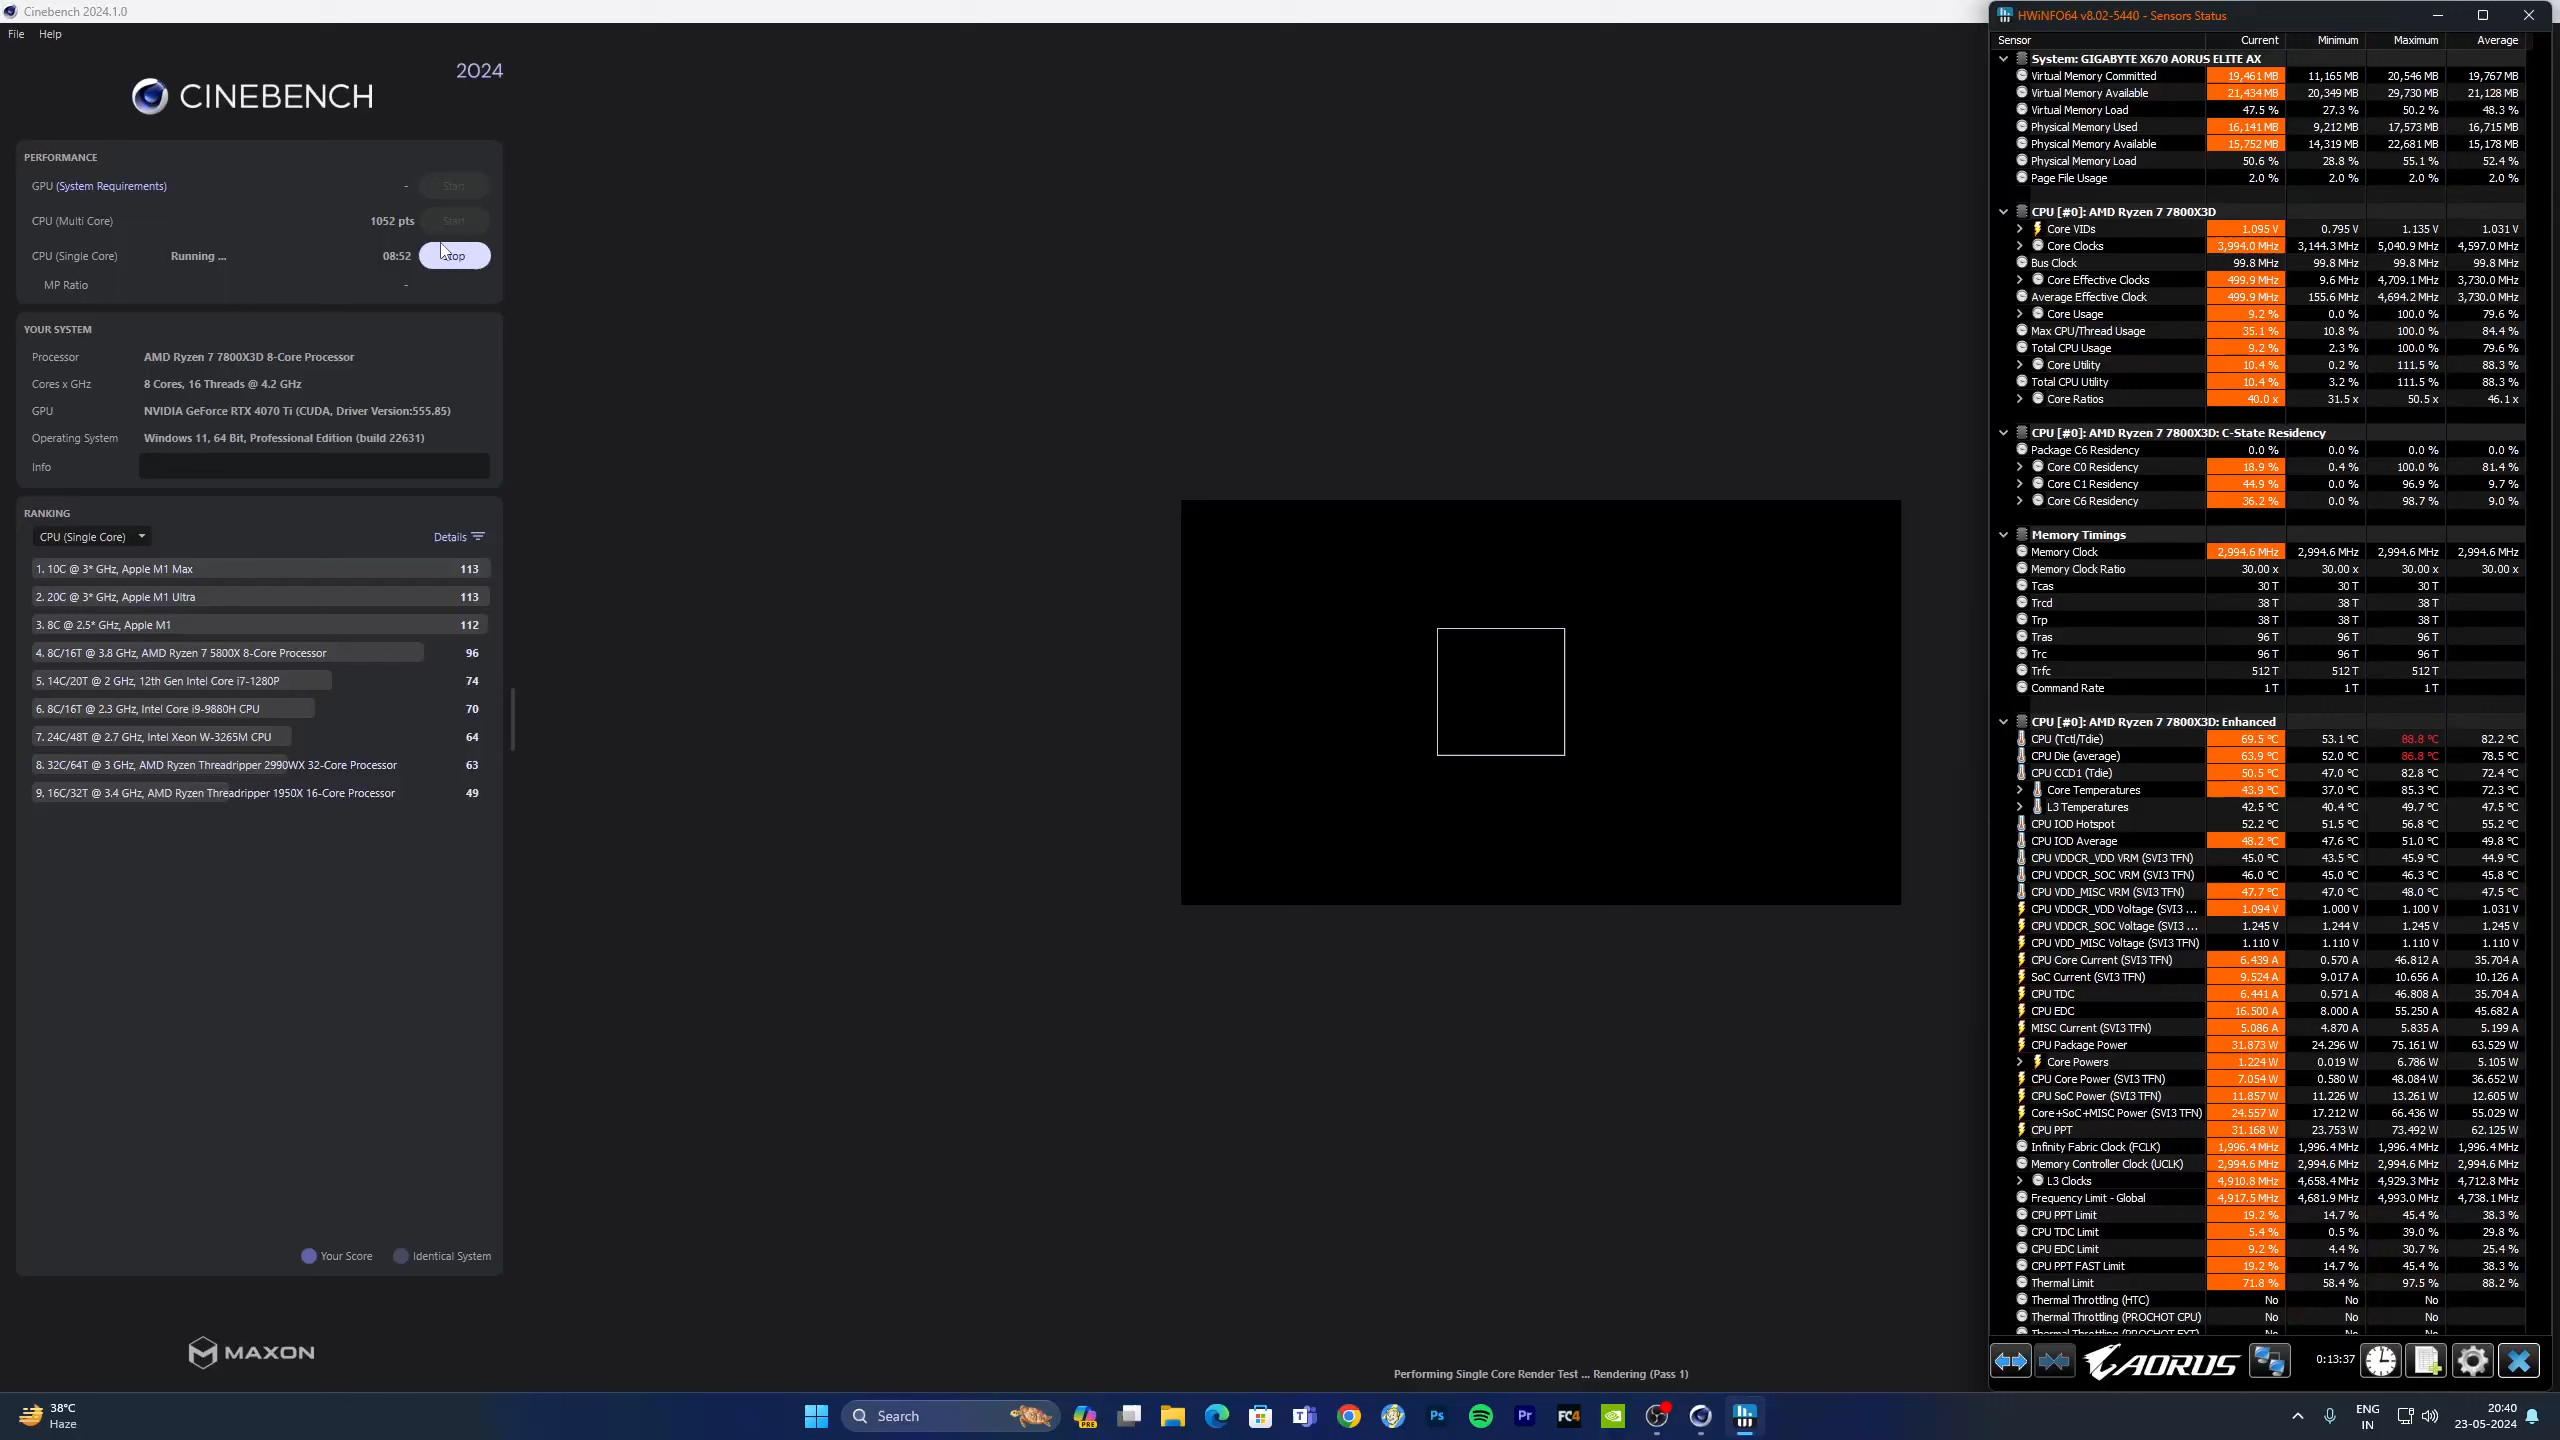 Cinebench 2024.1.0
File Help
2024
CINEBENCH
PERFORMANCE
GPU (System Requirements) - Start
CPU (Multi Core) 1052 pts Start
CPU (Single Core) Running ... 08:52
MP Ratio -
YOUR SYSTEM
Processor AMD Ryzen 7 7800X3D 8-Core Processor
Cores x GHz 8 Cores, 16 Threads @ 4.2 GHz
GPU NVIDIA GeForce RTX 4070 Ti (CUDA, Driver Version:555.85)
Operating System Windows 11, 64 Bit, Professional Edition (build 22631)
Info
RANKING
CPU (Single Core) Details
1. 10C @ 3* GHz, Apple M1 Max 113
2. 20C @ 3* GHz, Apple M1 Ultra 113
3. 8C @ 2.5* GHz, Apple M1 112
4. 8C/16T @ 3.8 GHz, AMD Ryzen 7 5800X 8-Core Processor 96
5. 14C/20T @ 2 GHz, 12th Gen Intel Core i7-1280P 74
6. 8C/16T @ 2.3 GHz, Intel Core i9-9880H CPU 70
7. 24C/48T @ 2.7 GHz, Intel Xeon W-3265M CPU 64
8. 32C/64T @ 3 GHz, AMD Ryzen Threadripper 2990WX 32-Core Processor 63
9. 16C/32T @ 3.4 GHz, AMD Ryzen Threadripper 1950X 16-Core Processor 49
Your Score Identical System
MAXON
Performing Single Core Render Test ... Rendering (Pass 1)
HWiNFO64 v8.02-5440 - Sensors Status
Sensor Current Minimum Maximum Average
System: GIGABYTE X670 AORUS ELITE AX
Virtual Memory Committed 19,461 MB 11,165 MB 20,546 MB 19,767 MB
Virtual Memory Available 21,434 MB 20,349 MB 29,730 MB 21,128 MB
Virtual Memory Load 47.5 % 27.3 % 50.2 % 48.3 %
Physical Memory Used 16,141 MB 9,212 MB 17,573 MB 16,715 MB
Physical Memory Available 15,752 MB 14,319 MB 22,681 MB 15,178 MB
Physical Memory Load 50.6 % 28.8 % 55.1 % 52.4 %
Page File Usage 2.0 % 2.0 % 2.0 % 2.0 %
CPU [#0]: AMD Ryzen 7 7800X3D
Core VIDs 1.095 V 0.795 V 1.135 V 1.031 V
Core Clocks 3,994.0 MHz 3,144.3 MHz 5,040.9 MHz 4,597.0 MHz
Bus Clock 99.8 MHz 99.8 MHz 99.8 MHz 99.8 MHz
Core Effective Clocks 499.9 MHz 9.6 MHz 4,709.1 MHz 3,730.0 MHz
Average Effective Clock 499.9 MHz 155.6 MHz 4,694.2 MHz 3,730.0 MHz
Core Usage 9.2 % 0.0 % 100.0 % 79.6 %
Max CPU/Thread Usage 35.1 % 10.8 % 100.0 % 84.4 %
Total CPU Usage 9.2 % 2.3 % 100.0 % 79.6 %
Core Utility 10.4 % 0.2 % 111.5 % 88.3 %
Total CPU Utility 10.4 % 3.2 % 111.5 % 88.3 %
Core Ratios 40.0 x 31.5 x 50.5 x 46.1 x
CPU [#0]: AMD Ryzen 7 7800X3D: C-State Residency
Package C6 Residency 0.0 % 0.0 % 0.0 % 0.0 %
Core C0 Residency 18.9 % 0.4 % 100.0 % 81.4 %
Core C1 Residency 44.9 % 0.0 % 96.9 % 9.7 %
Core C6 Residency 36.2 % 0.0 % 98.7 % 9.0 %
Memory Timings
Memory Clock 2,994.6 MHz 2,994.6 MHz 2,994.6 MHz 2,994.6 MHz
Memory Clock Ratio 30.00 x 30.00 x 30.00 x 30.00 x
Tcas 30 T 30 T 30 T
Trcd 38 T 38 T 38 T
Trp 38 T 38 T 38 T
Tras 96 T 96 T 96 T
Trc 96 T 96 T 96 T
Trfc 512 T 512 T 512 T
Command Rate 1 T 1 T 1 T
CPU [#0]: AMD Ryzen 7 7800X3D: Enhanced
CPU (Tctl/Tdie) 69.5 °C 53.1 °C 88.8 °C 82.2 °C
CPU Die (average) 63.9 °C 52.0 °C 86.8 °C 78.5 °C
CPU CCD1 (Tdie) 50.5 °C 47.0 °C 82.8 °C 72.4 °C
Core Temperatures 43.9 °C 37.0 °C 85.3 °C 72.3 °C
L3 Temperatures 42.5 °C 40.4 °C 49.7 °C 47.5 °C
CPU IOD Hotspot 52.2 °C 51.5 °C 56.8 °C 55.2 °C
CPU IOD Average 48.2 °C 47.6 °C 51.0 °C 49.8 °C
CPU VDDCR_VDD VRM (SVI3 TFN) 45.0 °C 43.5 °C 45.9 °C 44.9 °C
CPU VDDCR_SOC VRM (SVI3 TFN) 46.0 °C 45.0 °C 46.3 °C 45.8 °C
CPU VDD_MISC VRM (SVI3 TFN) 47.7 °C 47.0 °C 48.0 °C 47.5 °C
CPU VDDCR_VDD Voltage (SVI3 ... 1.094 V 1.000 V 1.100 V 1.031 V
CPU VDDCR_SOC Voltage (SVI3 ... 1.245 V 1.244 V 1.245 V 1.245 V
CPU VDD_MISC Voltage (SVI3 TFN) 1.110 V 1.110 V 1.110 V 1.110 V
CPU Core Current (SVI3 TFN) 6.439 A 0.570 A 46.812 A 35.704 A
SoC Current (SVI3 TFN) 9.524 A 9.017 A 10.656 A 10.126 A
CPU TDC 6.441 A 0.571 A 46.808 A 35.704 A
CPU EDC 16.500 A 8.000 A 55.250 A 45.682 A
MISC Current (SVI3 TFN) 5.086 A 4.870 A 5.835 A 5.199 A
CPU Package Power 31.873 W 24.296 W 75.161 W 63.529 W
Core Powers 1.224 W 0.019 W 6.786 W 5.105 W
CPU Core Power (SVI3 TFN) 7.054 W 0.580 W 48.084 W 36.652 W
CPU SoC Power (SVI3 TFN) 11.857 W 11.226 W 13.261 W 12.605 W
Core+SoC+MISC Power (SVI3 TFN) 24.557 W 17.212 W 66.436 W 55.029 W
CPU PPT 31.168 W 23.753 W 73.492 W 62.125 W
Infinity Fabric Clock (FCLK) 1,996.4 MHz 1,996.4 MHz 1,996.4 MHz 1,996.4 MHz
Memory Controller Clock (UCLK) 2,994.6 MHz 2,994.6 MHz 2,994.6 MHz 2,994.6 MHz
L3 Clocks 4,910.8 MHz 4,658.4 MHz 4,929.3 MHz 4,712.8 MHz
Frequency Limit - Global 4,917.5 MHz 4,681.9 MHz 4,993.0 MHz 4,738.1 MHz
CPU PPT Limit 19.2 % 14.7 % 45.4 % 38.3 %
CPU TDC Limit 5.4 % 0.5 % 39.0 % 29.8 %
CPU EDC Limit 9.2 % 4.4 % 30.7 % 25.4 %
CPU PPT FAST Limit 19.2 % 14.7 % 45.4 % 38.3 %
Thermal Limit 71.8 % 58.4 % 97.5 % 88.2 %
Thermal Throttling (HTC) No No No
Thermal Throttling (PROCHOT CPU) No No No
Thermal Throttling (PROCHOT EXT) No No No
AORUS 0:13:37
38°C
Haze
Search
PRE
Ps
Pr
FC4
ENG
IN
20:40
23-05-2024